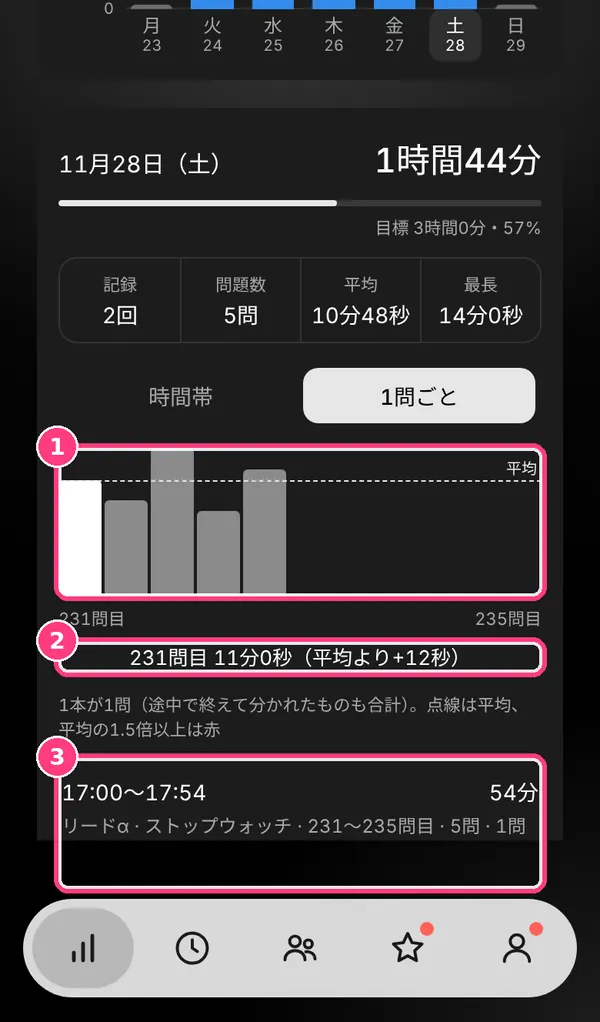 0
月 火 水 木 金 土 日
23 24 25 26 27 28 29
11月28日（土） 1時間44分
目標 3時間0分・57%
記録 問題数 平均 最長
2回 5問 10分48秒 14分0秒
時間帯 1問ごと
1
平均
231問目 235問目
2
231問目 11分0秒（平均より+12秒）
1本が1問（途中で終えて分かれたものも合計）。点線は平均、
平均の1.5倍以上は赤
3
17:00〜17:54 54分
リードα · ストップウォッチ · 231〜235問目 · 5問 · 1問